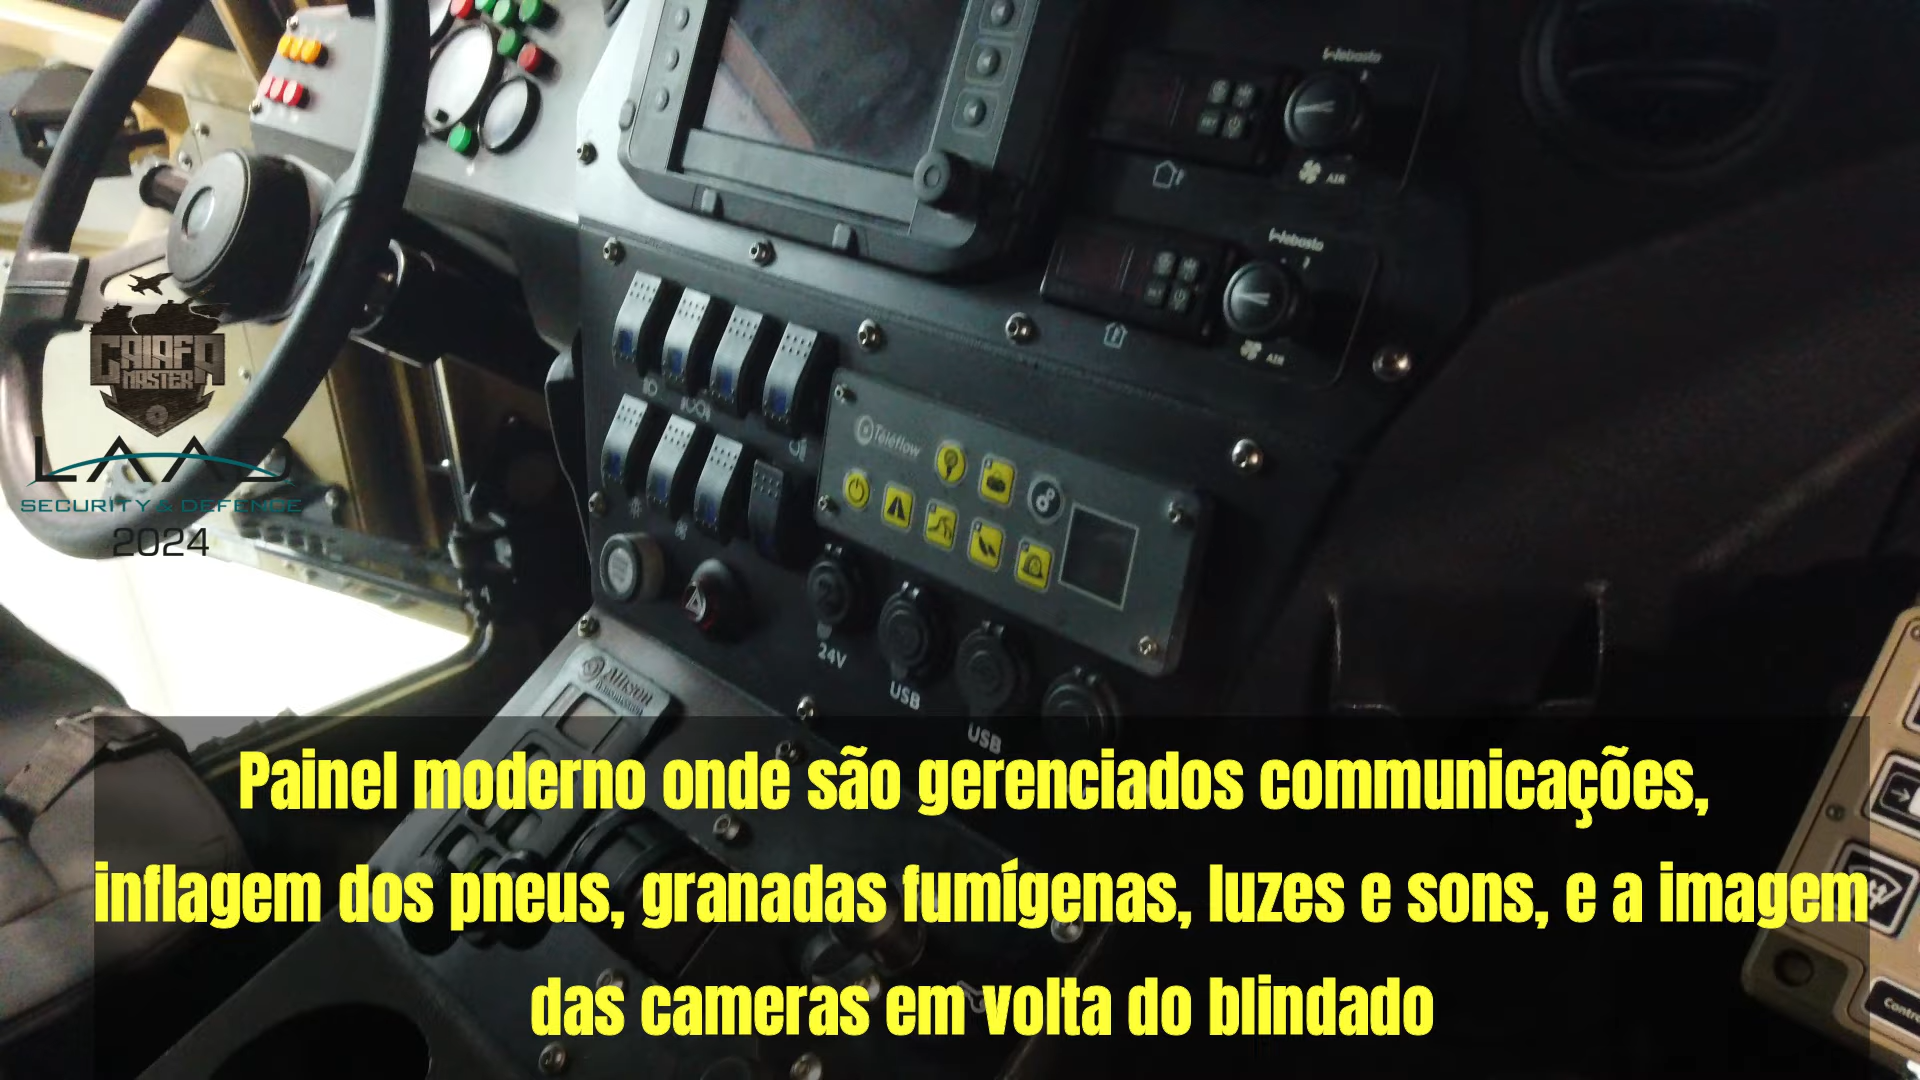 Webasto
AIR
Webasto
AIR
CAIAFA
MASTER
LAAD
SECURITY & DEFENCE
2024
Téléflow
24V
USB
USB
Allison
Painel moderno onde são gerenciados communicações,
inflagem dos pneus, granadas fumígenas, luzes e sons, e a imagem
das cameras em volta do blindado